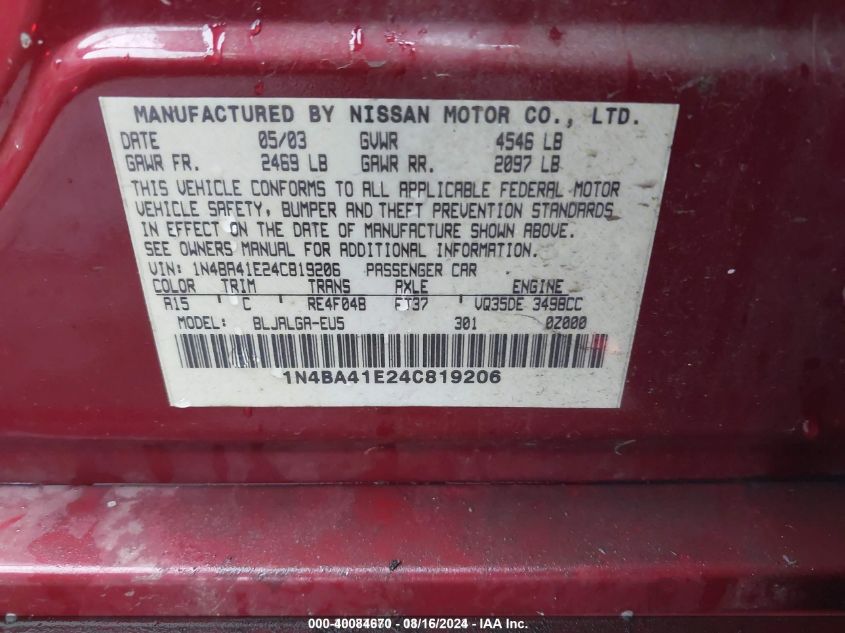 MANUFACTURED BY NISSAN MOTOR CO., LTD.
DATE 05/03 GVWR 4546 LB
GAWR FR. 2469 LB GAWR RR. 2097 LB
THIS VEHICLE CONFORMS TO ALL APPLICABLE FEDERAL MOTOR
VEHICLE SAFETY, BUMPER AND THEFT PREVENTION STANDARDS
IN EFFECT ON THE DATE OF MANUFACTURE SHOWN ABOVE.
SEE OWNERS MANUAL FOR ADDITIONAL INFORMATION.
VIN: 1N4BA41E24C819206 PASSENGER CAR
COLOR TRIM TRANS AXLE ENGINE
A15 C RE4F04B FT37 VQ35DE 3498CC
MODEL: BLJALGA-EU5 301 0Z000
1N4BA41E24C819206
000-40084670 - 08/16/2024 - IAA Inc.